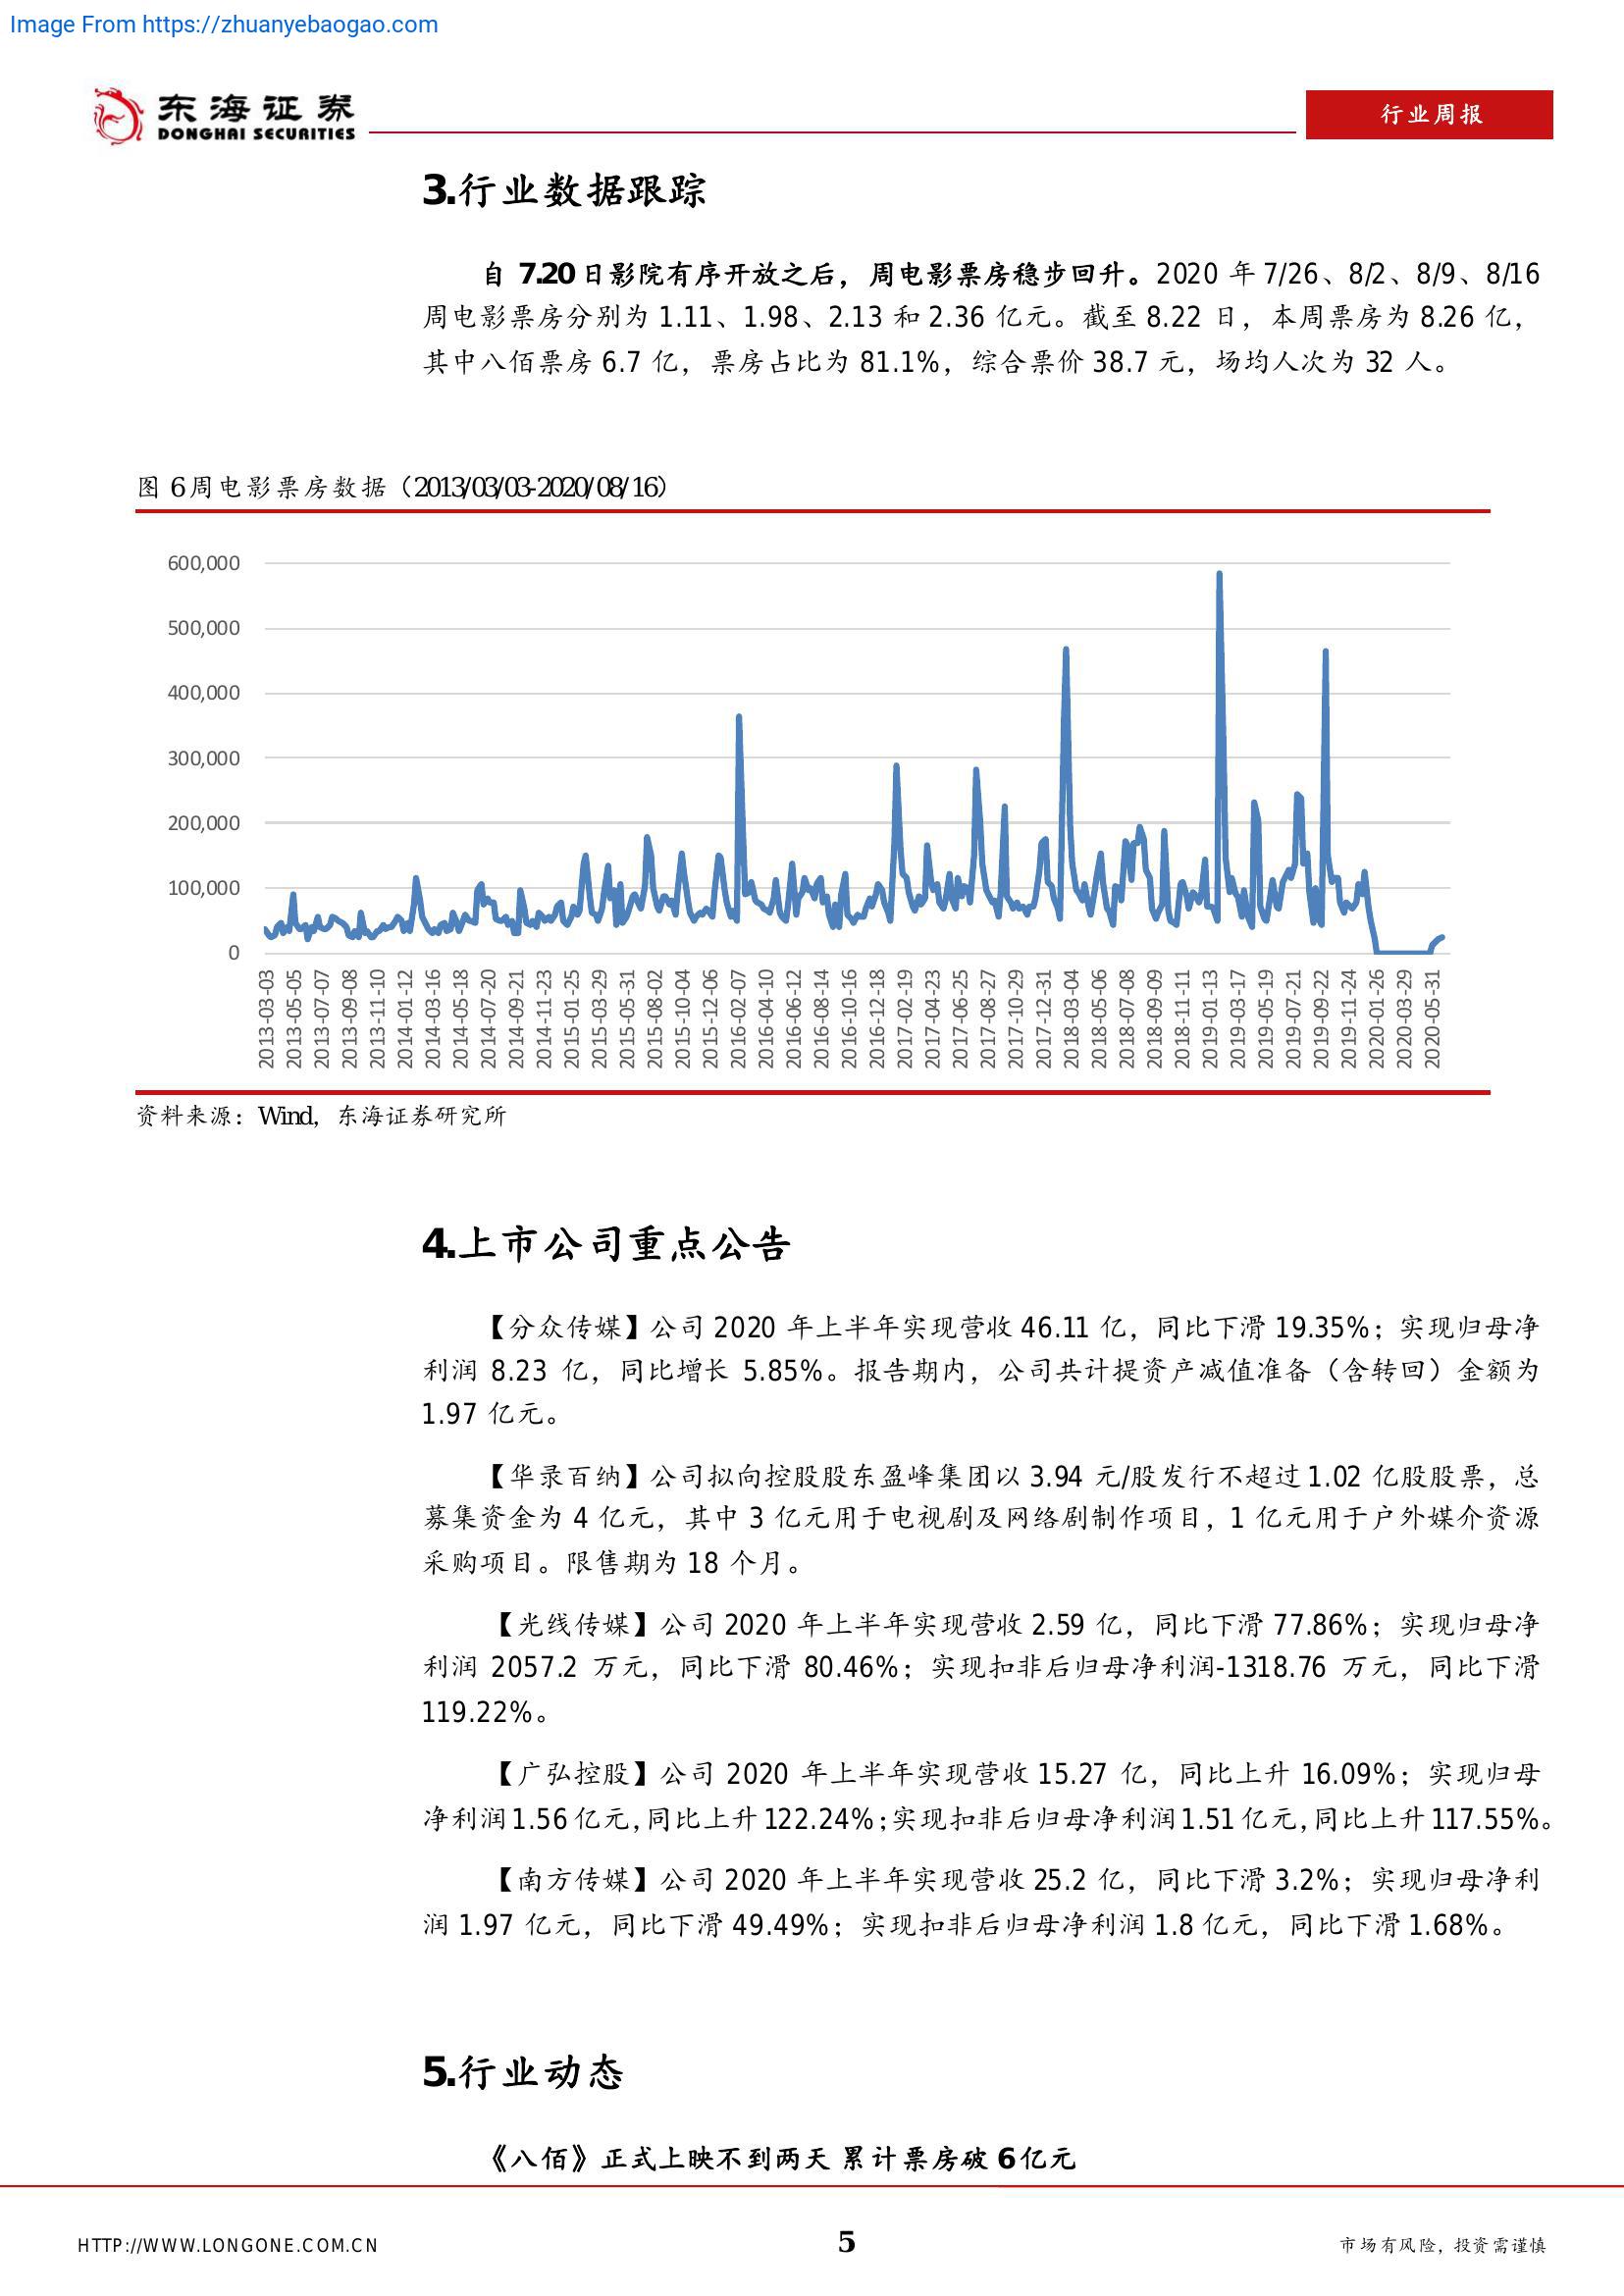 Image From https://zhuanyebaogao.com
东海证券
DONGHAI SECURITIES
行业周报
3.行业数据跟踪
自 7.20 日影院有序开放之后，周电影票房稳步回升。2020 年 7/26、8/2、8/9、8/16
周电影票房分别为 1.11、1.98、2.13 和 2.36 亿元。截至 8.22 日，本周票房为 8.26 亿，
其中八佰票房 6.7 亿，票房占比为 81.1%，综合票价 38.7 元，场均人次为 32 人。
图 6 周电影票房数据（2013/03/03-2020/08/16）
600,000
500,000
400,000
300,000
200,000
100,000
0
2013-03-03
2013-05-05
2013-07-07
2013-09-08
2013-11-10
2014-01-12
2014-03-16
2014-05-18
2014-07-20
2014-09-21
2014-11-23
2015-01-25
2015-03-29
2015-05-31
2015-08-02
2015-10-04
2015-12-06
2016-02-07
2016-04-10
2016-06-12
2016-08-14
2016-10-16
2016-12-18
2017-02-19
2017-04-23
2017-06-25
2017-08-27
2017-10-29
2017-12-31
2018-03-04
2018-05-06
2018-07-08
2018-09-09
2018-11-11
2019-01-13
2019-03-17
2019-05-19
2019-07-21
2019-09-22
2019-11-24
2020-01-26
2020-03-29
2020-05-31
资料来源：Wind，东海证券研究所
4.上市公司重点公告
【分众传媒】公司 2020 年上半年实现营收 46.11 亿，同比下滑 19.35%；实现归母净
利润 8.23 亿，同比增长 5.85%。报告期内，公司共计提资产减值准备（含转回）金额为
1.97 亿元。
【华录百纳】公司拟向控股股东盈峰集团以 3.94 元/股发行不超过 1.02 亿股股票，总
募集资金为 4 亿元，其中 3 亿元用于电视剧及网络剧制作项目，1 亿元用于户外媒介资源
采购项目。限售期为 18 个月。
【光线传媒】公司 2020 年上半年实现营收 2.59 亿，同比下滑 77.86%；实现归母净
利润 2057.2 万元，同比下滑 80.46%；实现扣非后归母净利润-1318.76 万元，同比下滑
119.22%。
【广弘控股】公司 2020 年上半年实现营收 15.27 亿，同比上升 16.09%；实现归母
净利润 1.56 亿元，同比上升 122.24%；实现扣非后归母净利润 1.51 亿元，同比上升 117.55%。
【南方传媒】公司 2020 年上半年实现营收 25.2 亿，同比下滑 3.2%；实现归母净利
润 1.97 亿元，同比下滑 49.49%；实现扣非后归母净利润 1.8 亿元，同比下滑 1.68%。
5.行业动态
《八佰》正式上映不到两天 累计票房破 6 亿元
HTTP://WWW.LONGONE.COM.CN
5
市场有风险，投资需谨慎